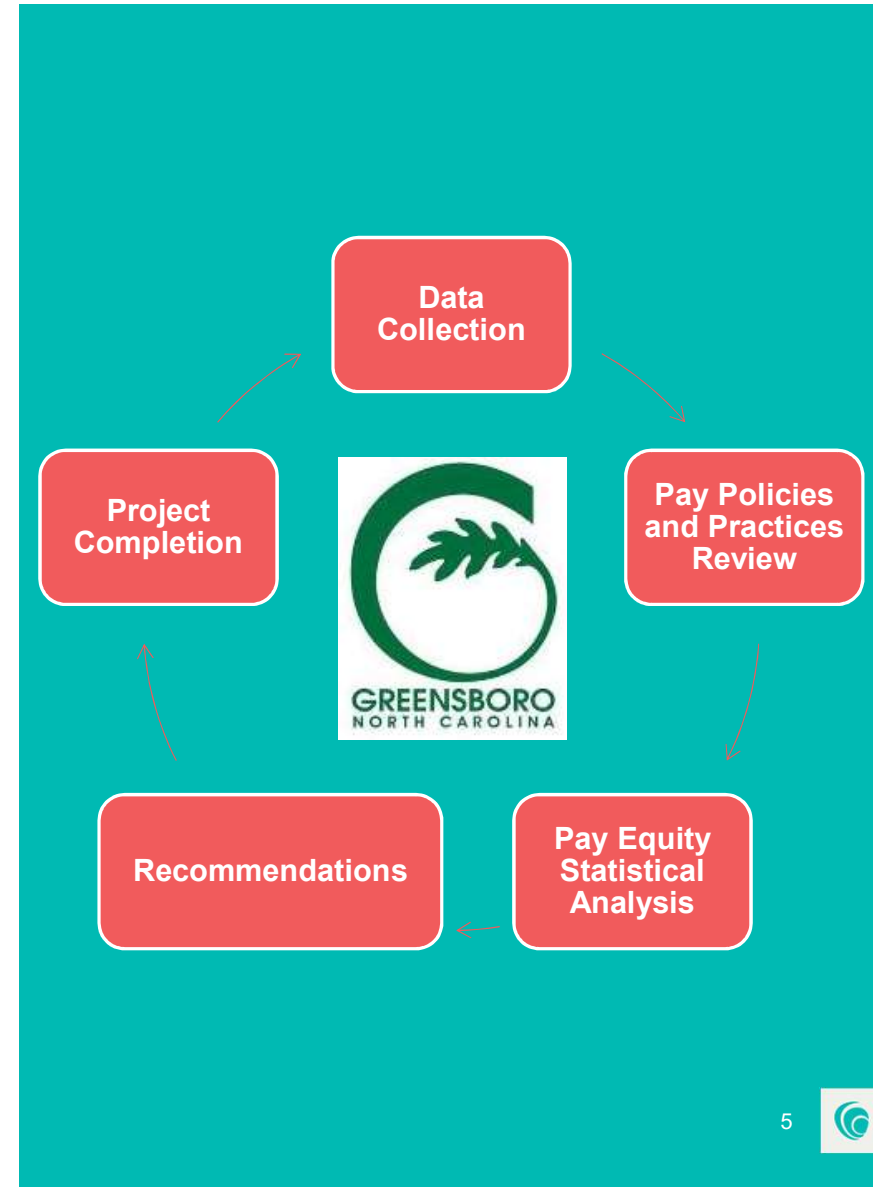 Data
Collection
Pay Policies
and Practices
Review
Pay Equity
Statistical
Analysis
Recommendations
Project
Completion
GREENSBORO
NORTH CAROLINA
5